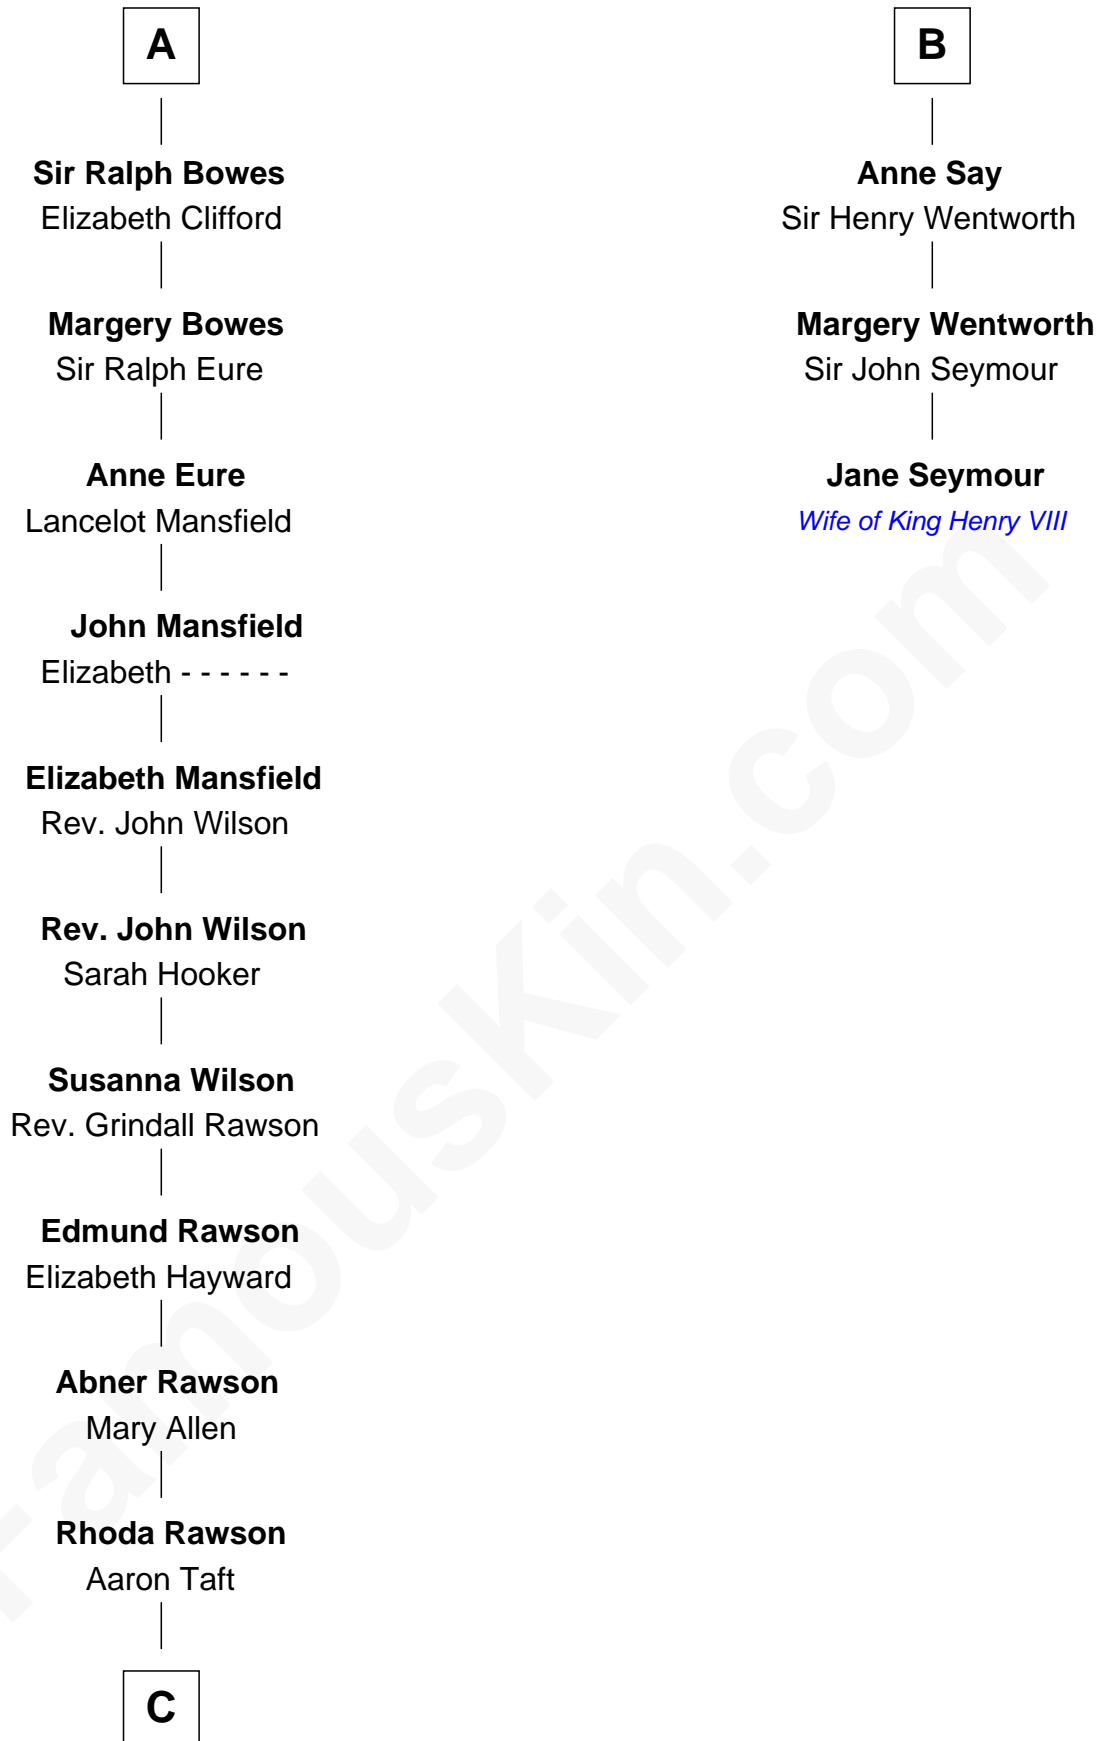 A
Sir Ralph Bowes
Elizabeth Clifford
Margery Bowes
Sir Ralph Eure
Anne Eure
Lancelot Mansfield
John Mansfield
Elizabeth - - - - - -
Elizabeth Mansfield
Rev. John Wilson
Rev. John Wilson
Sarah Hooker
Susanna Wilson
Rev. Grindall Rawson
Edmund Rawson
Elizabeth Hayward
Abner Rawson
Mary Allen
Rhoda Rawson
Aaron Taft
C
B
Anne Say
Sir Henry Wentworth
Margery Wentworth
Sir John Seymour
Jane Seymour
Wife of King Henry VIII
FamousKin.com